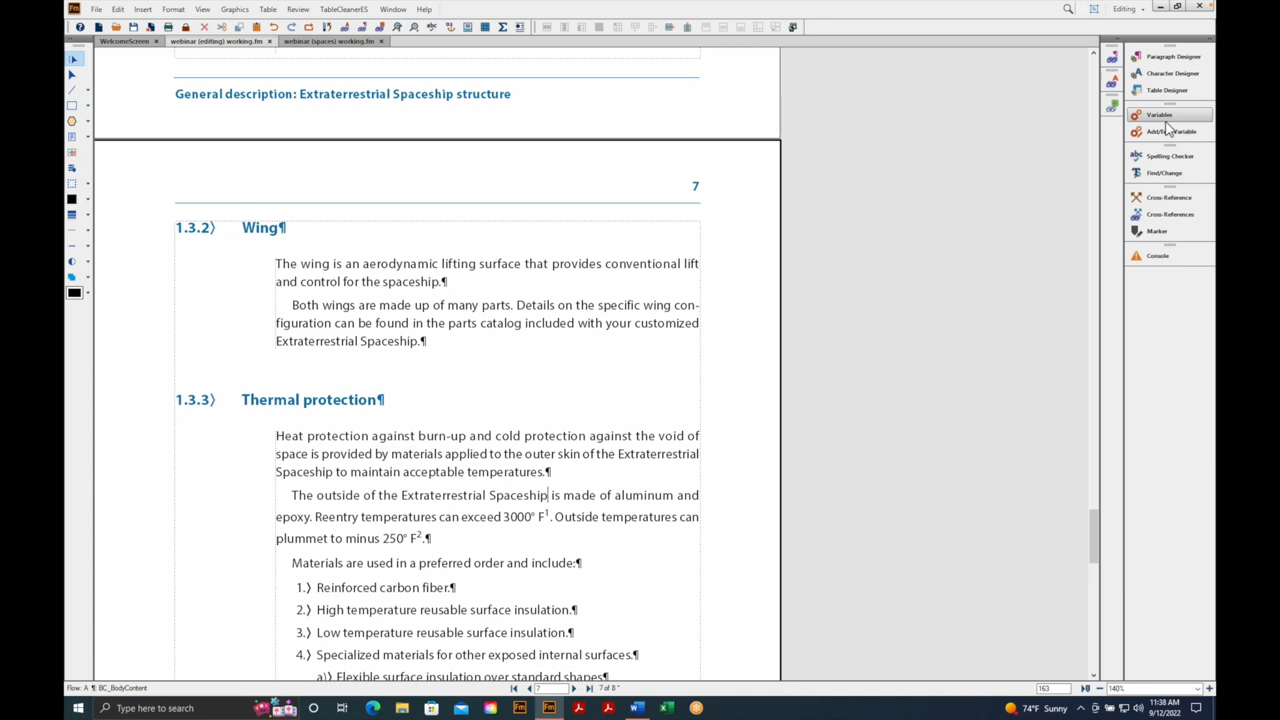 File Edit Insert Format View Graphics Table Review TableCleanerES Window Help
Editing
WelcomeScreen
webinar (editing) working.fm
webinar (spaces) working.fm
General description: Extraterrestrial Spaceship structure
7
1.3.2⟩ Wing¶
The wing is an aerodynamic lifting surface that provides conventional lift
and control for the spaceship.¶
Both wings are made up of many parts. Details on the specific wing con-
figuration can be found in the parts catalog included with your customized
Extraterrestrial Spaceship.¶
1.3.3⟩ Thermal protection¶
Heat protection against burn-up and cold protection against the void of
space is provided by materials applied to the outer skin of the Extraterrestrial
Spaceship to maintain acceptable temperatures.¶
The outside of the Extraterrestrial Spaceship is made of aluminum and
epoxy. Reentry temperatures can exceed 3000° F1. Outside temperatures can
plummet to minus 250° F2.¶
Materials are used in a preferred order and include:¶
1.⟩ Reinforced carbon fiber.¶
2.⟩ High temperature reusable surface insulation.¶
3.⟩ Low temperature reusable surface insulation.¶
4.⟩ Specialized materials for other exposed internal surfaces.¶
a)⟩ Flexible surface insulation over standard shapes¶
Paragraph Designer
Character Designer
Table Designer
Variables
Variable
Spelling Checker
Find/Change
Cross-Reference
Cross-References
Marker
Console
Flow: A ¶ BC_BodyContent
7
7 of 8 *
163
140%
Type here to search
74°F Sunny
11:38 AM
9/12/2022